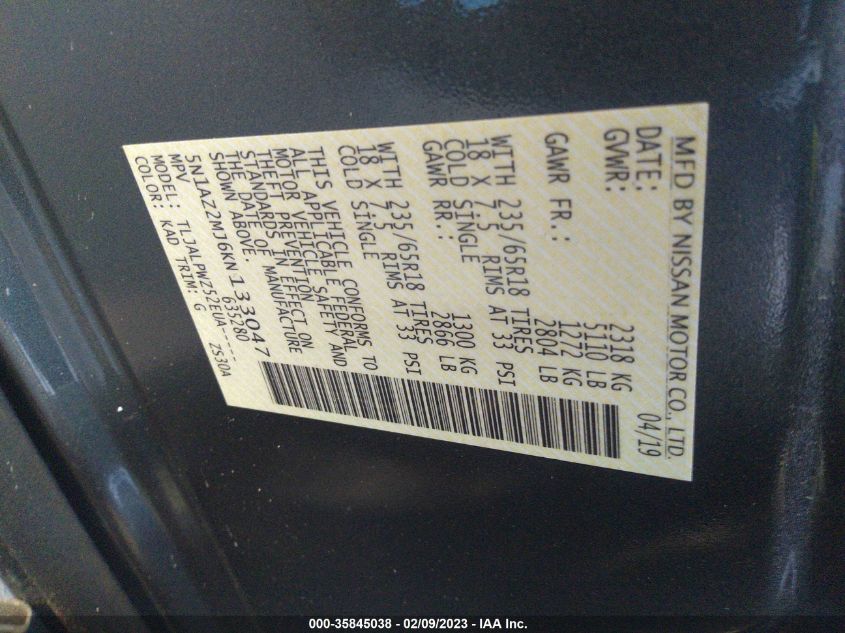 MFD BY NISSAN MOTOR CO., LTD.
DATE: 04/19
GVWR: 2318 KG
5110 LB
GAWR FR.: 1272 KG
2804 LB
WITH 235/65R18 TIRES
18 X 7.5 RIMS AT 33 PSI
COLD SINGLE 1300 KG
GAWR RR.: 2866 LB
WITH 235/65R18 TIRES
18 X 7.5 RIMS AT 33 PSI
COLD SINGLE
THIS VEHICLE CONFORMS TO
ALL APPLICABLE FEDERAL
MOTOR VEHICLE SAFETY AND
THEFT PREVENTION
STANDARDS IN EFFECT ON
THE DATE OF MANUFACTURE
SHOWN ABOVE.
635280
5N1AZ2MJ6KN133047
MPV
MODEL: TLJALPWZ52EUA-----
COLOR: KAD TRIM: G ZS30A
000-35845038 - 02/09/2023 - IAA Inc.